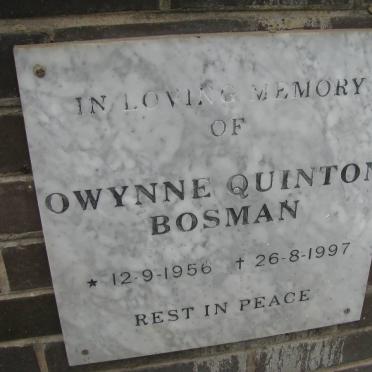 IN LOVING MEMORY
OF
OWYNNE QUINTON
BOSMAN
★ 12-9-1956 ✝ 26-8-1997
REST IN PEACE